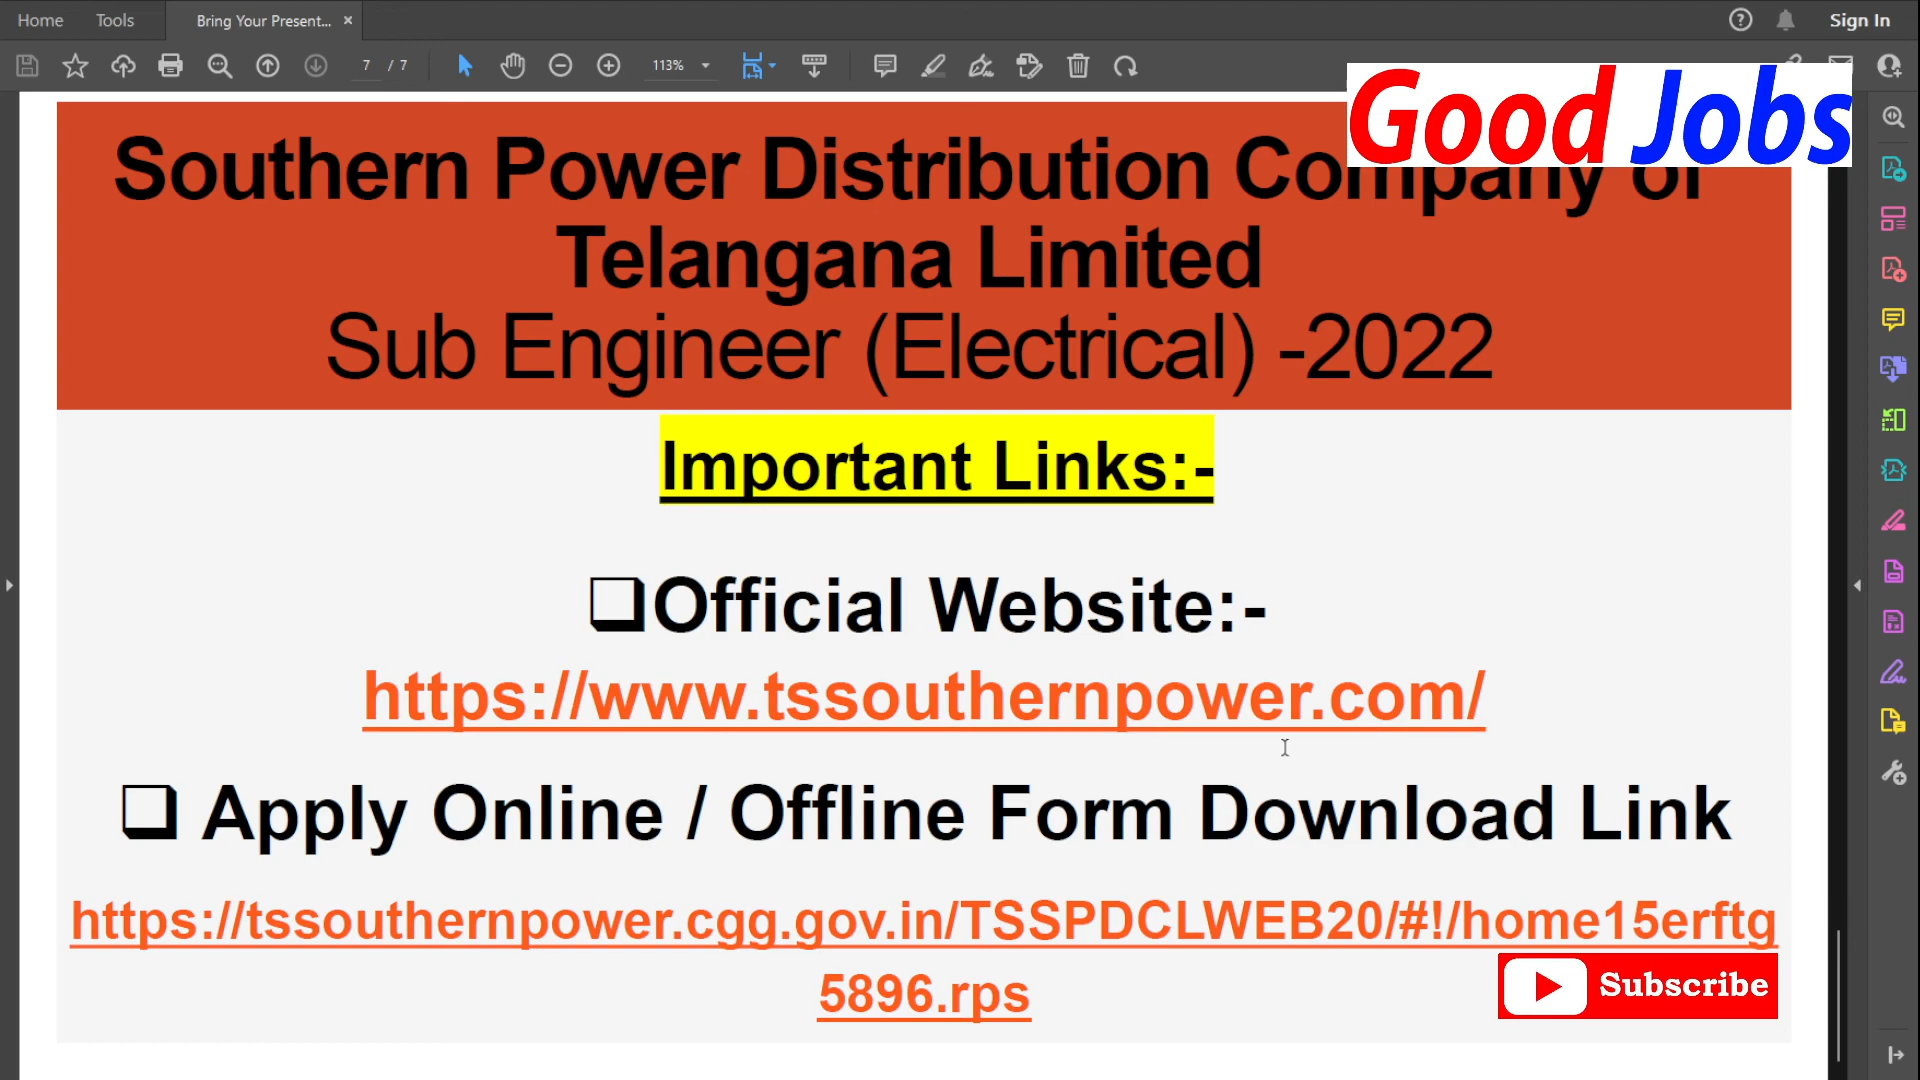 Home
Tools
Bring Your Present...
Sign In
7 / 7
113%
Good Jobs
Southern Power Distribution Company of
Telangana Limited
Sub Engineer (Electrical) -2022
Important Links:-
Official Website:-
https://www.tssouthernpower.com/
Apply Online / Offline Form Download Link
https://tssouthernpower.cgg.gov.in/TSSPDCLWEB20/#!/home15erftg
5896.rps
Subscribe